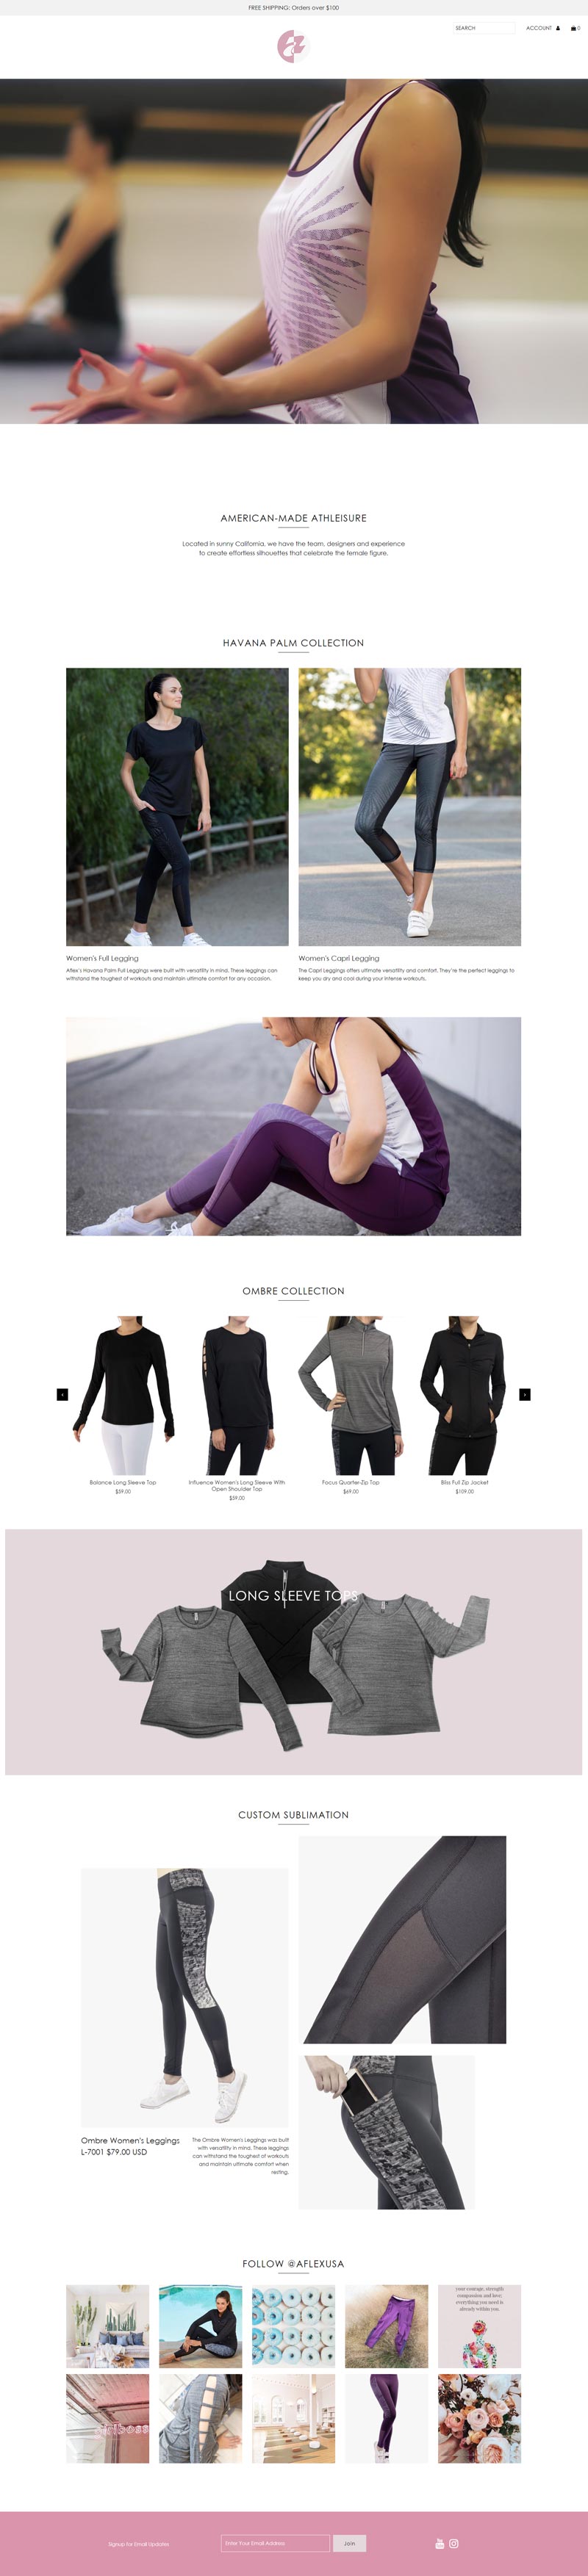 FREE SHIPPING: Orders over $100
SEARCH
ACCOUNT
0
AMERICAN-MADE ATHLEISURE
Located in sunny California, we have the team, designers and experience
to create effortless silhouettes that celebrate the female figure.
HAVANA PALM COLLECTION
Women's Full Legging
Aflex's Havana Palm Full Leggings were built with versatility in mind. These leggings can
withstand the toughest of workouts and maintain ultimate comfort for any occasion.
Women's Capri Legging
The Capri Leggings offers ultimate versatility and comfort. They're the perfect leggings to
keep you dry and cool during your intense workouts.
OMBRE COLLECTION
Balance Long Sleeve Top
$59.00
Influence Women's Long Sleeve With
Open Shoulder Top
$59.00
Focus Quarter-Zip Top
$69.00
Bliss Full Zip Jacket
$109.00
LONG SLEEVE TOPS
CUSTOM SUBLIMATION
Ombre Women's Leggings
L-7001 $79.00 USD
The Ombre Women's Leggings was built
with versatility in mind. These leggings
can withstand the toughest of workouts
and maintain ultimate comfort when
resting.
FOLLOW @AFLEXUSA
your courage, strength
compassion and love.
everything you need is
already within you.
Signup for Email Updates
Enter Your Email Address
Join